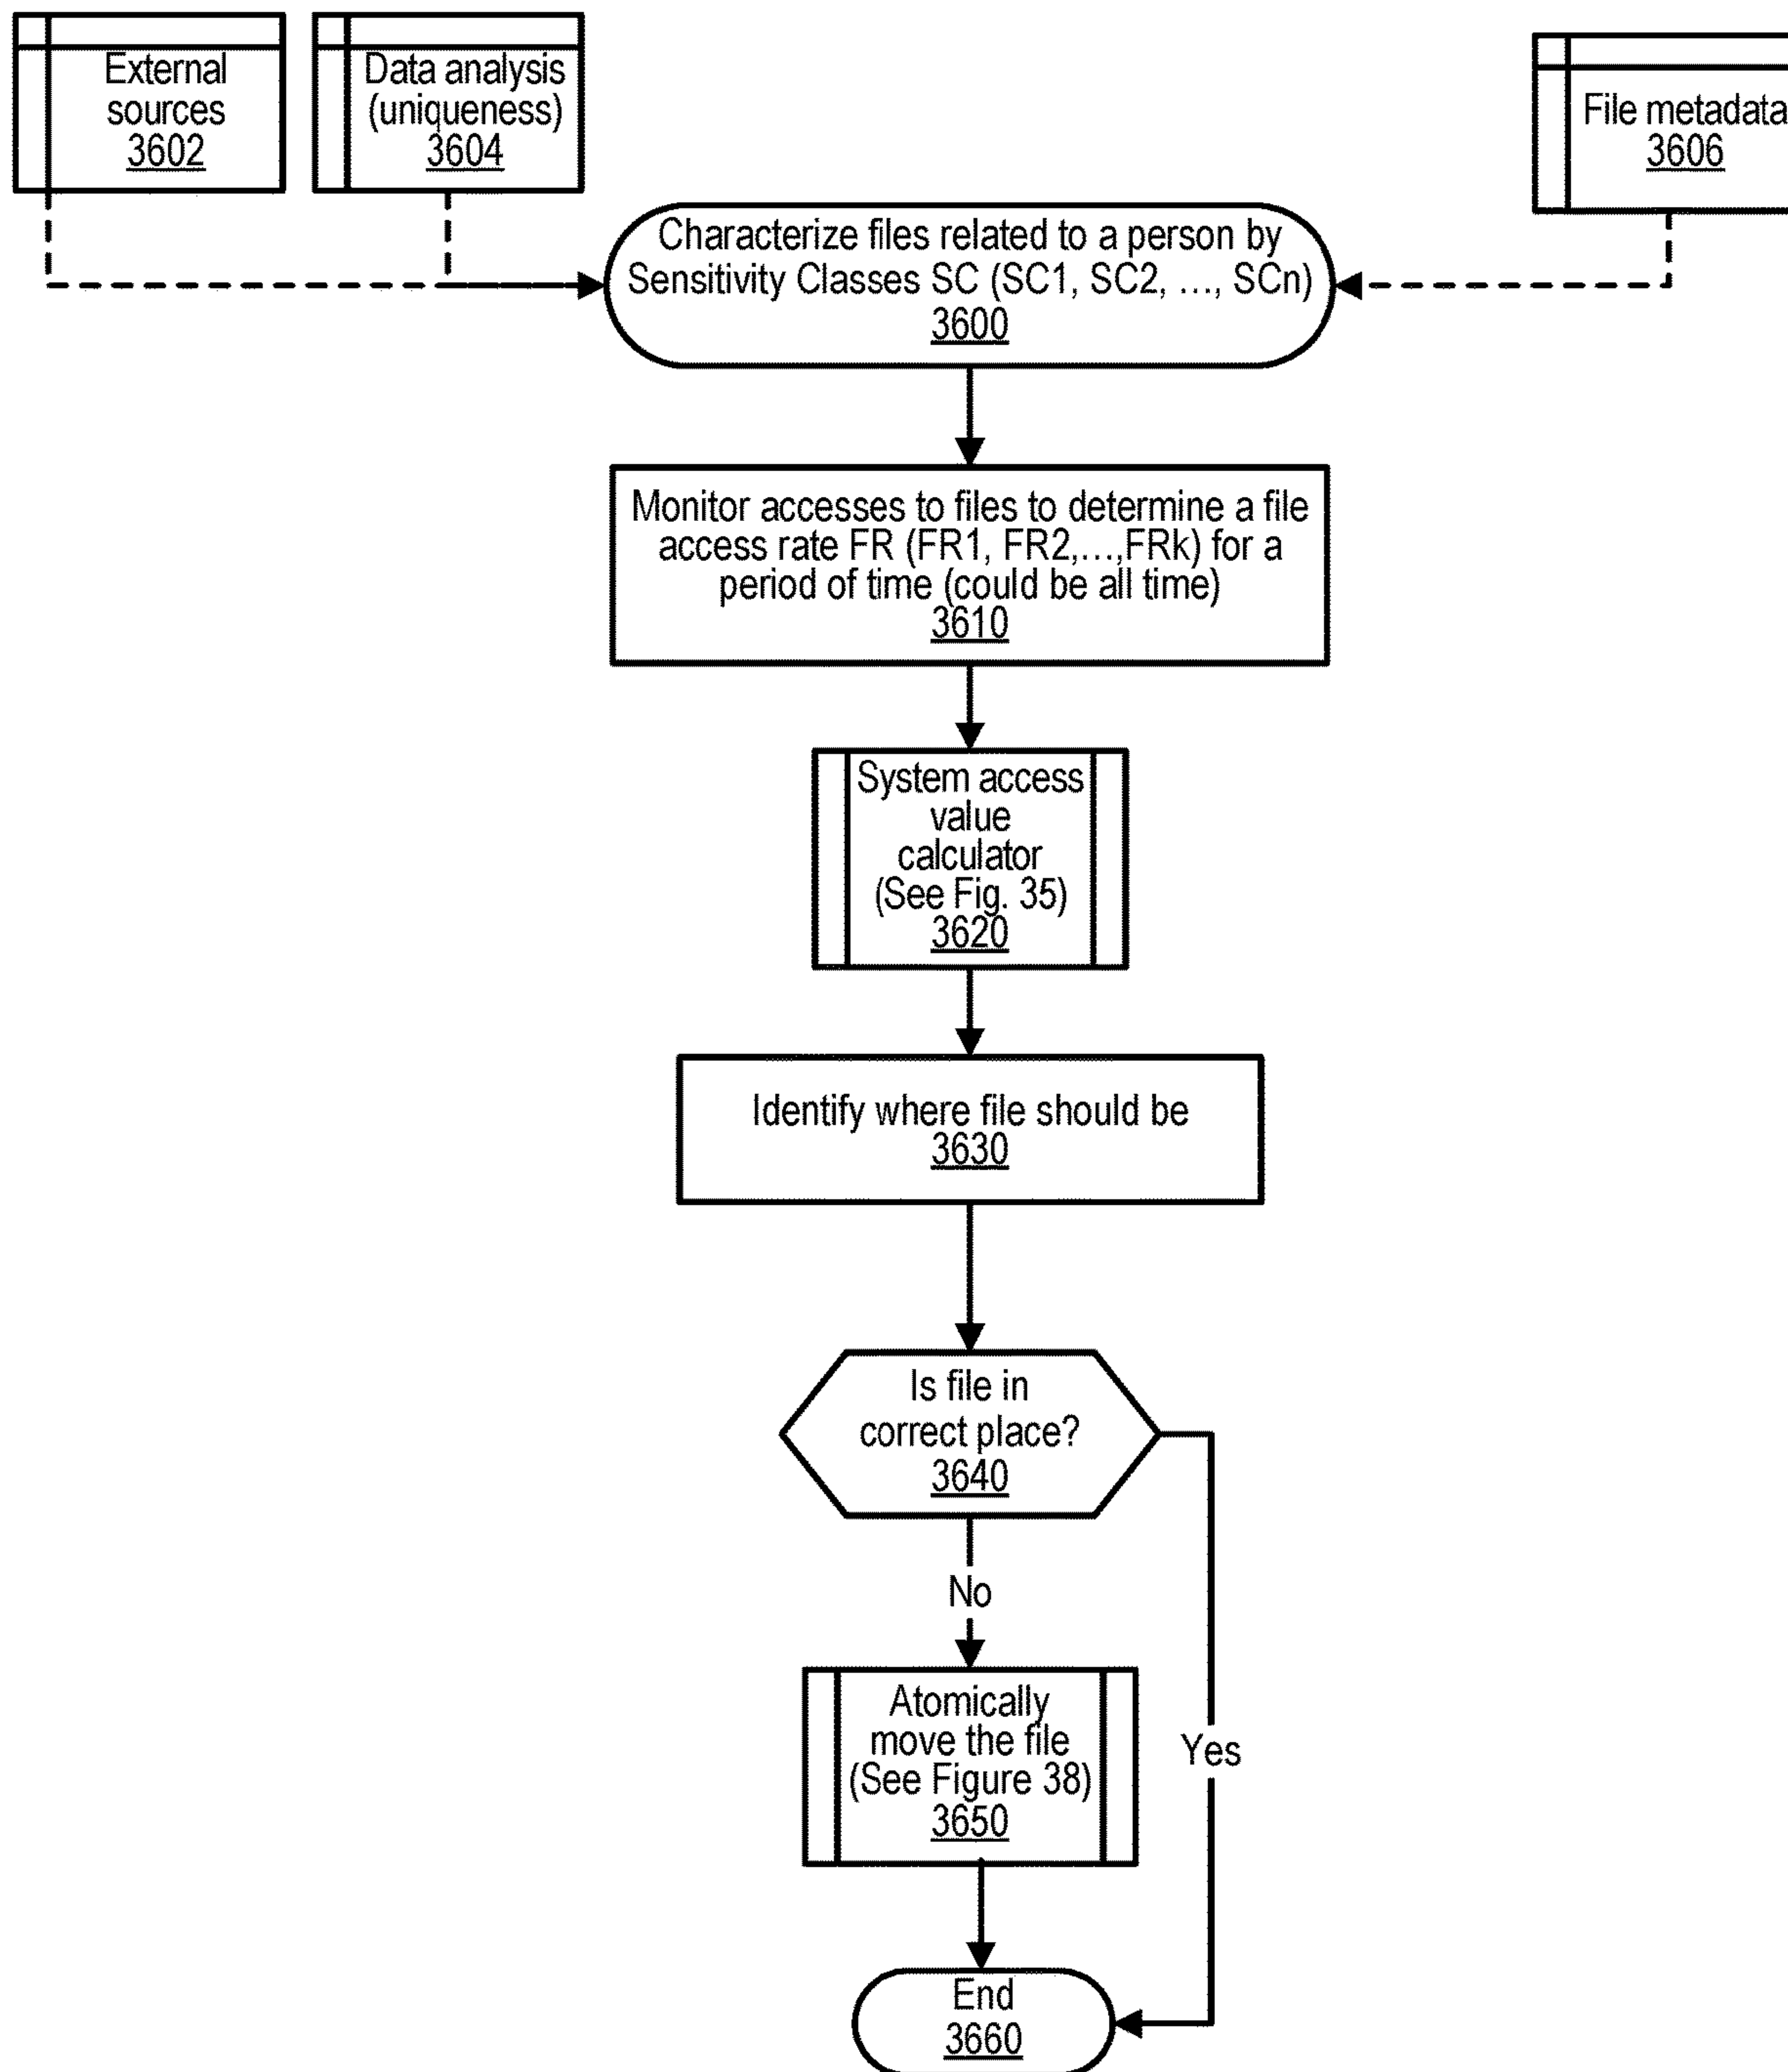 External
sources
3602
Data analysis
(uniqueness)
3604
File metadata
3606
Characterize files related to a person by
Sensitivity Classes SC (SC1, SC2, ..., SCn)
3600
Monitor accesses to files to determine a file
access rate FR (FR1, FR2,...,FRk) for a
period of time (could be all time)
3610
System access
value
calculator
(See Fig. 35)
3620
Identify where file should be
3630
Is file in
correct place?
3640
No
Atomically
move the file
(See Figure 38)
3650
Yes
End
3660